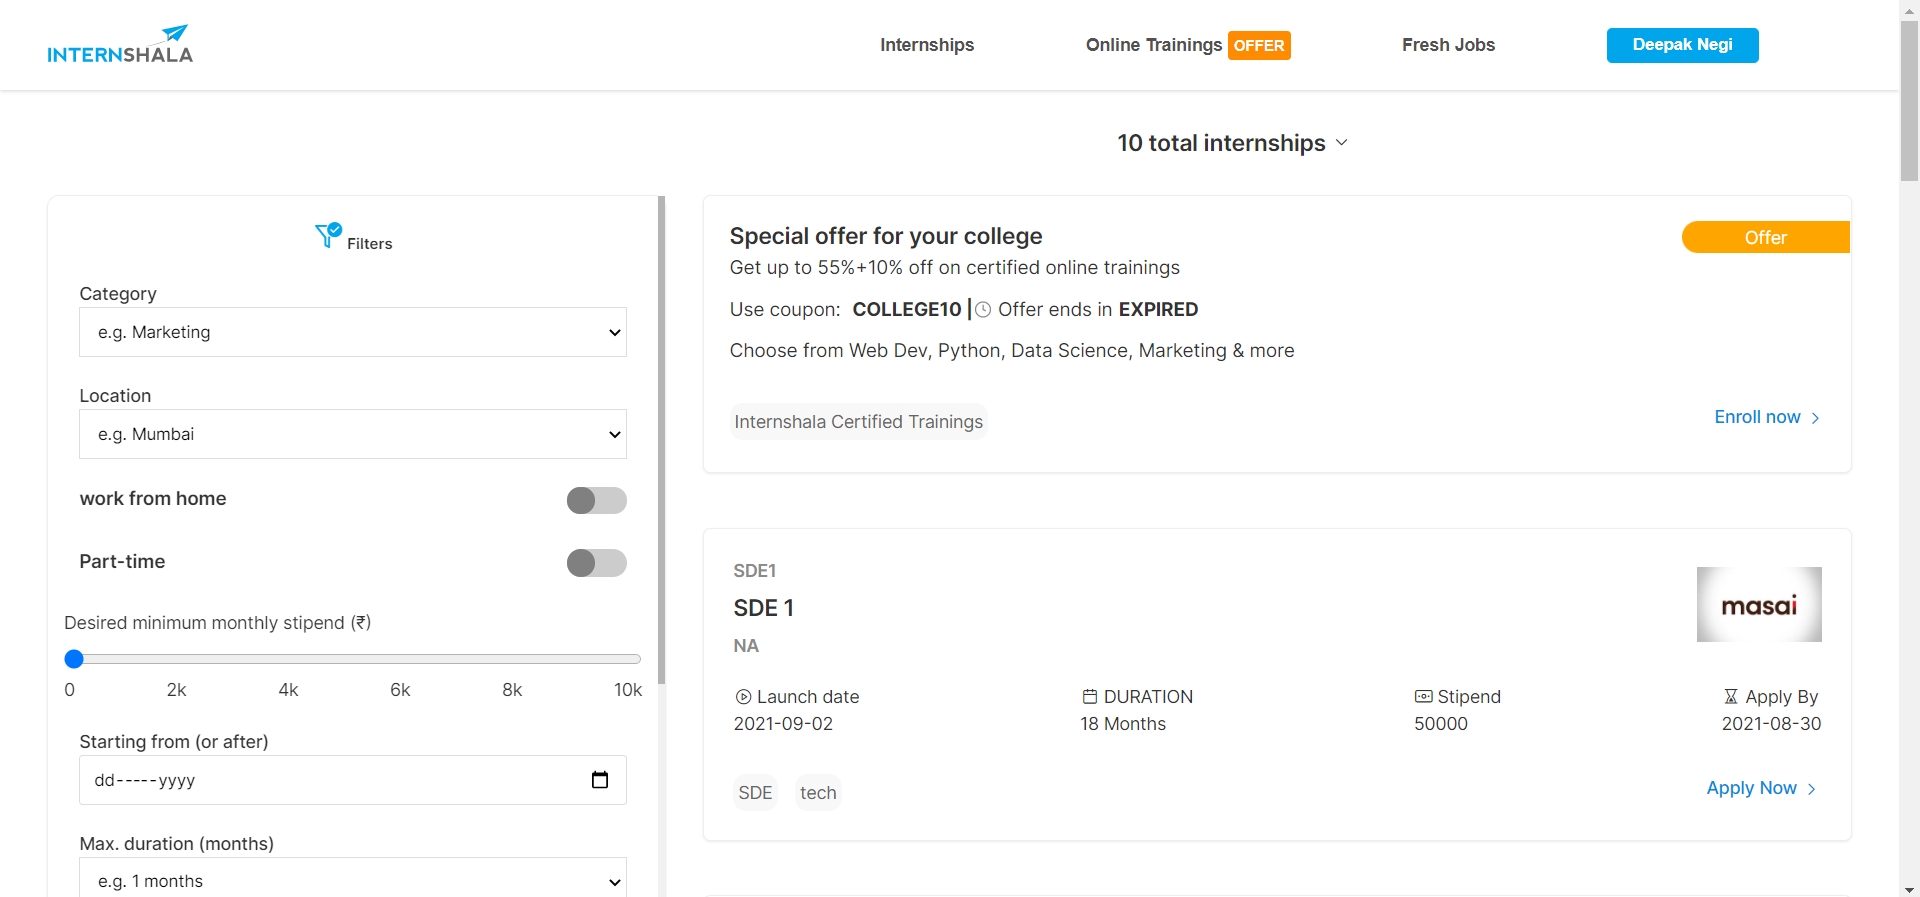 INTERNSHALA
Internships
Online Trainings OFFER
Fresh Jobs
Deepak Negi
10 total internships
Filters
Category
e.g. Marketing
Location
e.g. Mumbai
work from home
Part-time
Desired minimum monthly stipend (₹)
0 2k 4k 6k 8k 10k
Starting from (or after)
dd-----yyyy
Max. duration (months)
e.g. 1 months
Special offer for your college
Offer
Get up to 55%+10% off on certified online trainings
Use coupon: COLLEGE10 | Offer ends in EXPIRED
Choose from Web Dev, Python, Data Science, Marketing & more
Internshala Certified Trainings
Enroll now
SDE1
SDE 1
NA
masai
Launch date DURATION Stipend Apply By
2021-09-02 18 Months 50000 2021-08-30
SDE tech
Apply Now